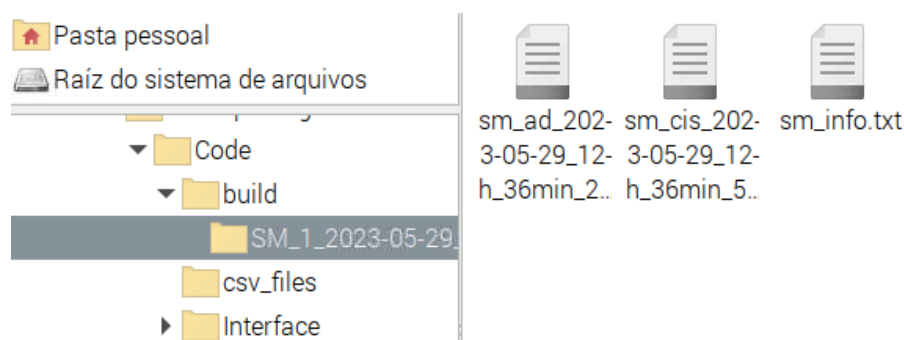 Pasta pessoal
Raíz do sistema de arquivos
Code
build
SM_1_2023-05-29_
csv_files
Interface
sm_ad_202-
3-05-29_12-
h_36min_2...
sm_cis_202-
3-05-29_12-
h_36min_5...
sm_info.txt